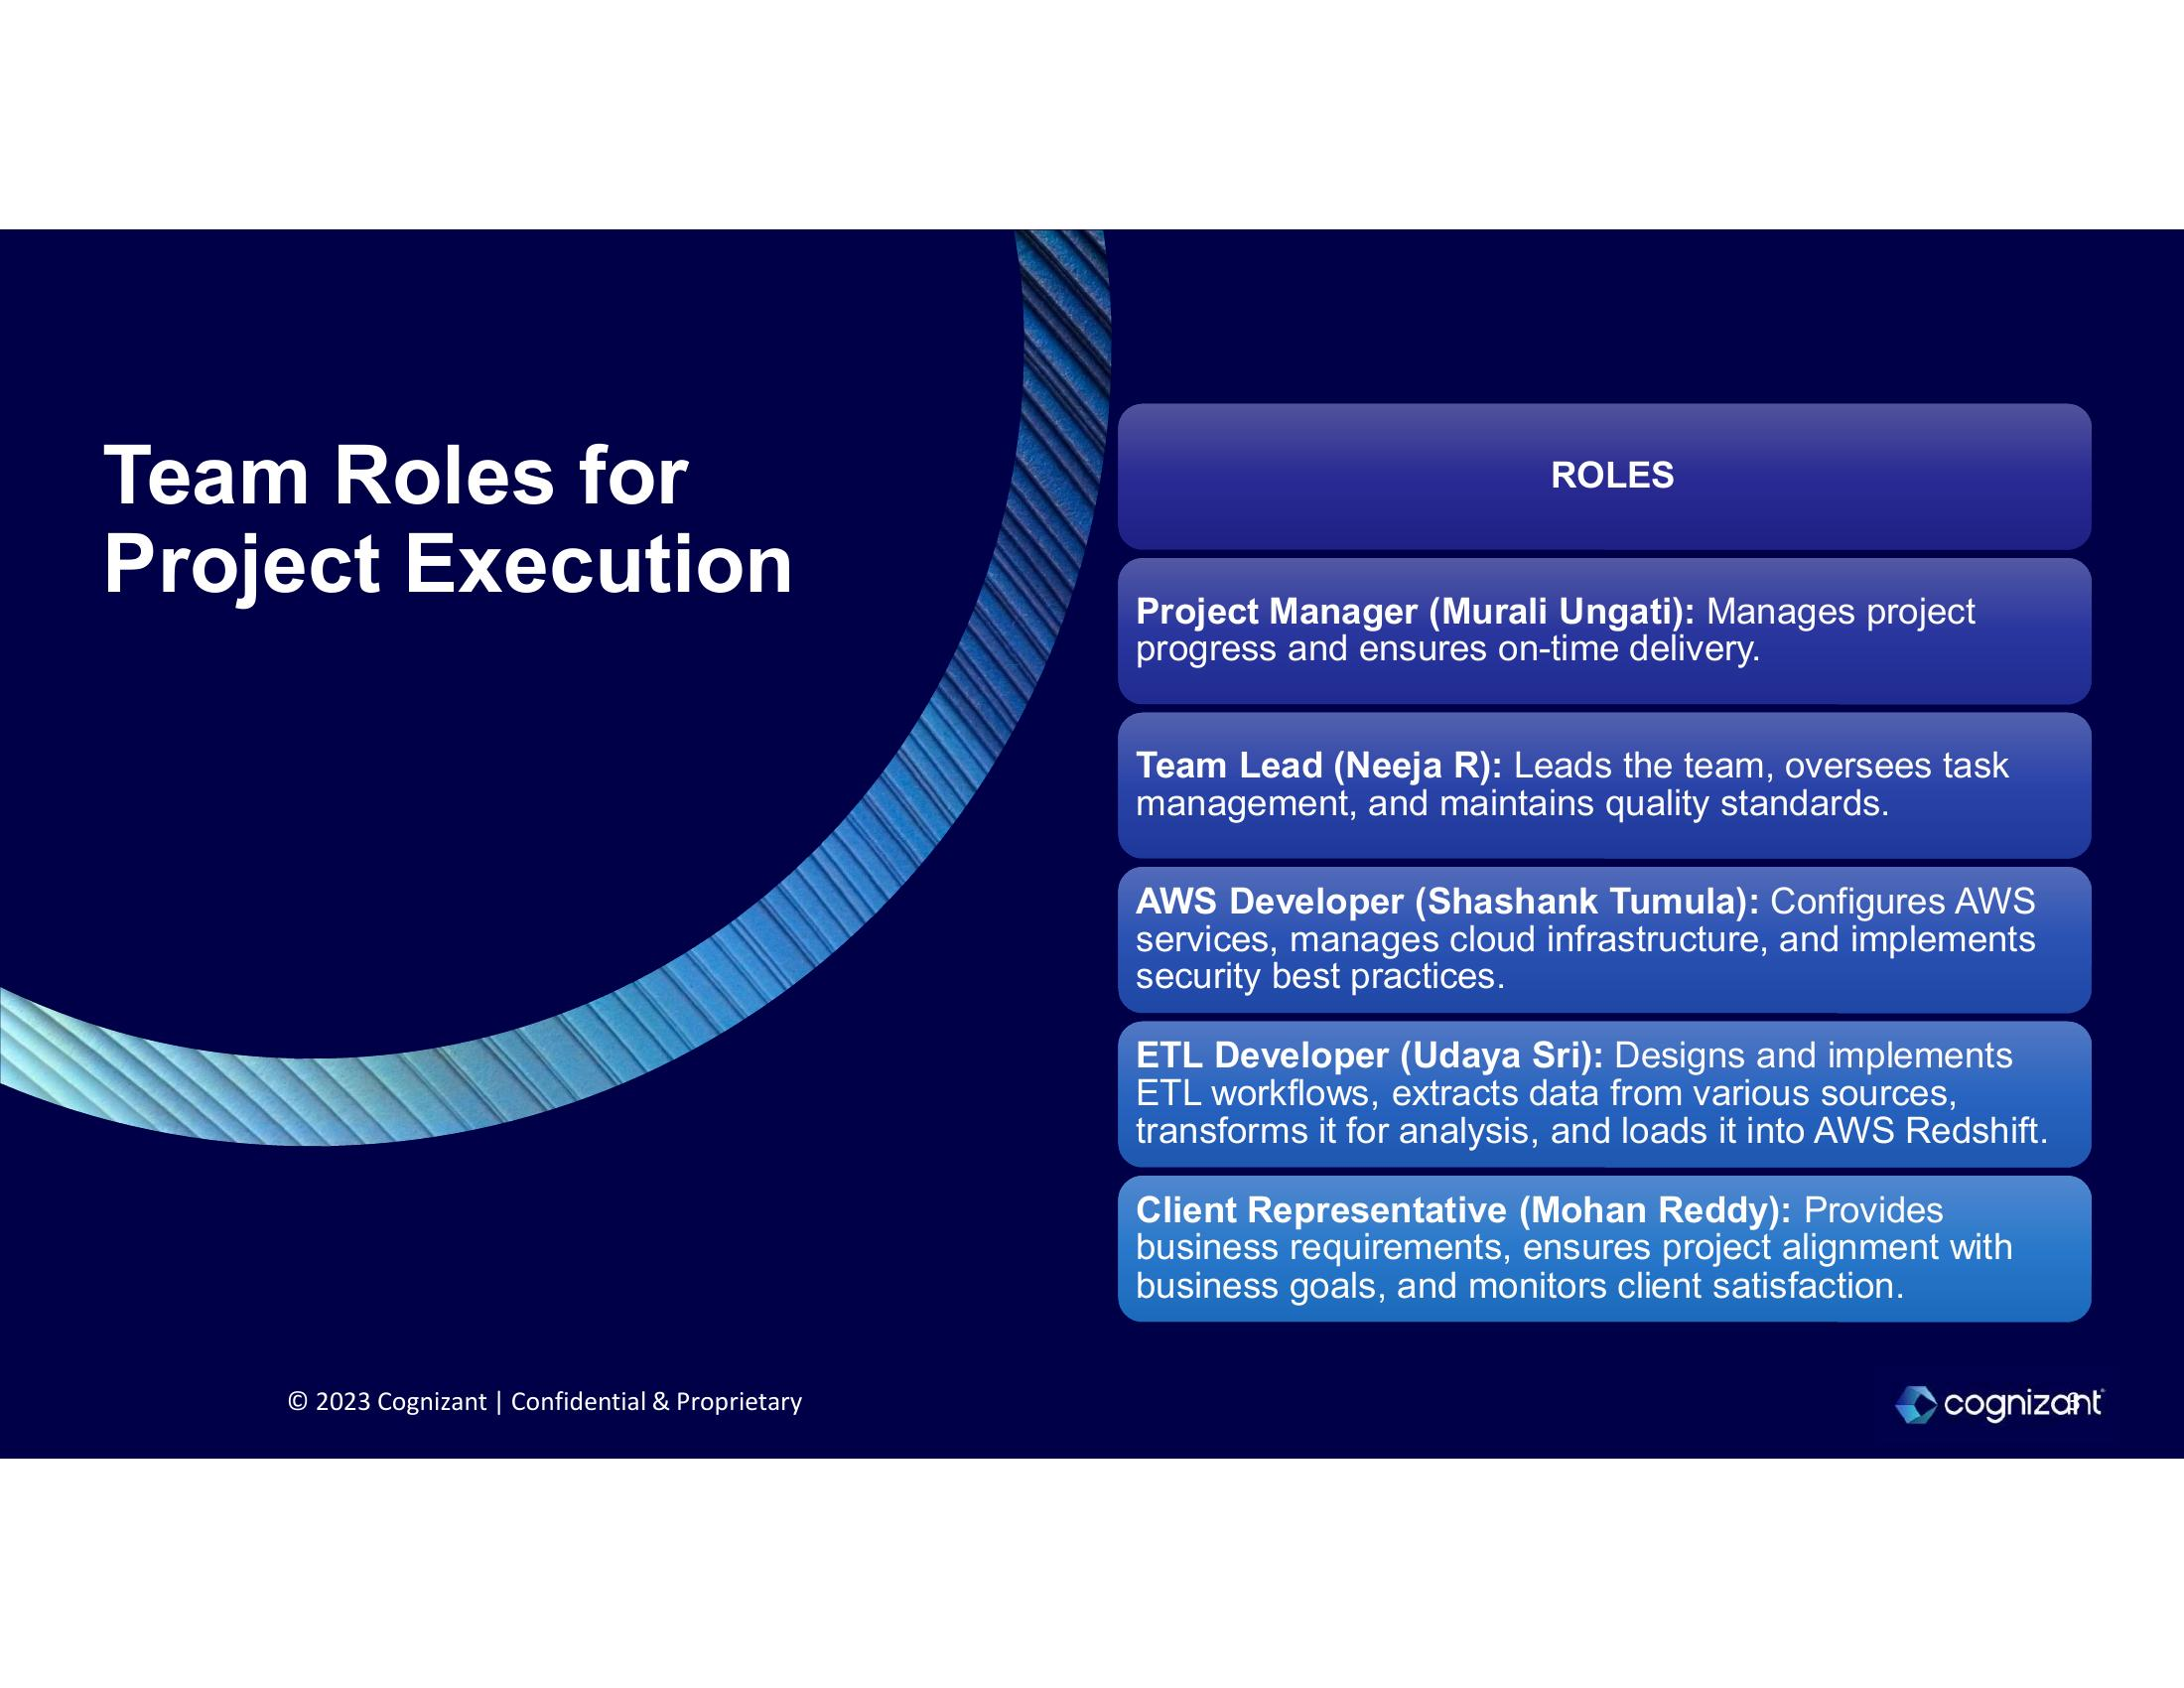 Team Roles for
Project Execution
ROLES
Project Manager (Murali Ungati): Manages project
progress and ensures on-time delivery.
Team Lead (Neeja R): Leads the team, oversees task
management, and maintains quality standards.
AWS Developer (Shashank Tumula): Configures AWS
services, manages cloud infrastructure, and implements
security best practices.
ETL Developer (Udaya Sri): Designs and implements
ETL workflows, extracts data from various sources,
transforms it for analysis, and loads it into AWS Redshift.
Client Representative (Mohan Reddy): Provides
business requirements, ensures project alignment with
business goals, and monitors client satisfaction.
© 2023 Cognizant | Confidential & Proprietary
cognizant